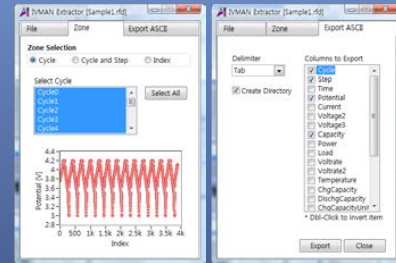 IVMAN Extractor [Sample1.rfd]
File
Zone
Export ASCII
Zone Selection
Cycle
Cycle and Step
Index
Select Cycle
Cycle0
Cycle1
Cycle2
Cycle3
Cycle4
Select All
Potential [V]
4.4
4.2
4
3.8
3.6
3.4
3.2
3
2.8
0 500 1k 1.5k 2k 2.5k 3k 3.5k 4k
Index
IVMAN Extractor [Sample1.rfd]
File
Zone
Export ASCII
Delimiter
Tab
Create Directory
Columns to Export
Cycle
Step
Time
Potential
Current
Voltage2
Voltage3
Capacity
Power
Load
Voltrate
Voltrate2
Temperature
ChgCapacity
DischgCapacity
ChgCapacityUnit
* Dbl-Click to invert item
Export
Close